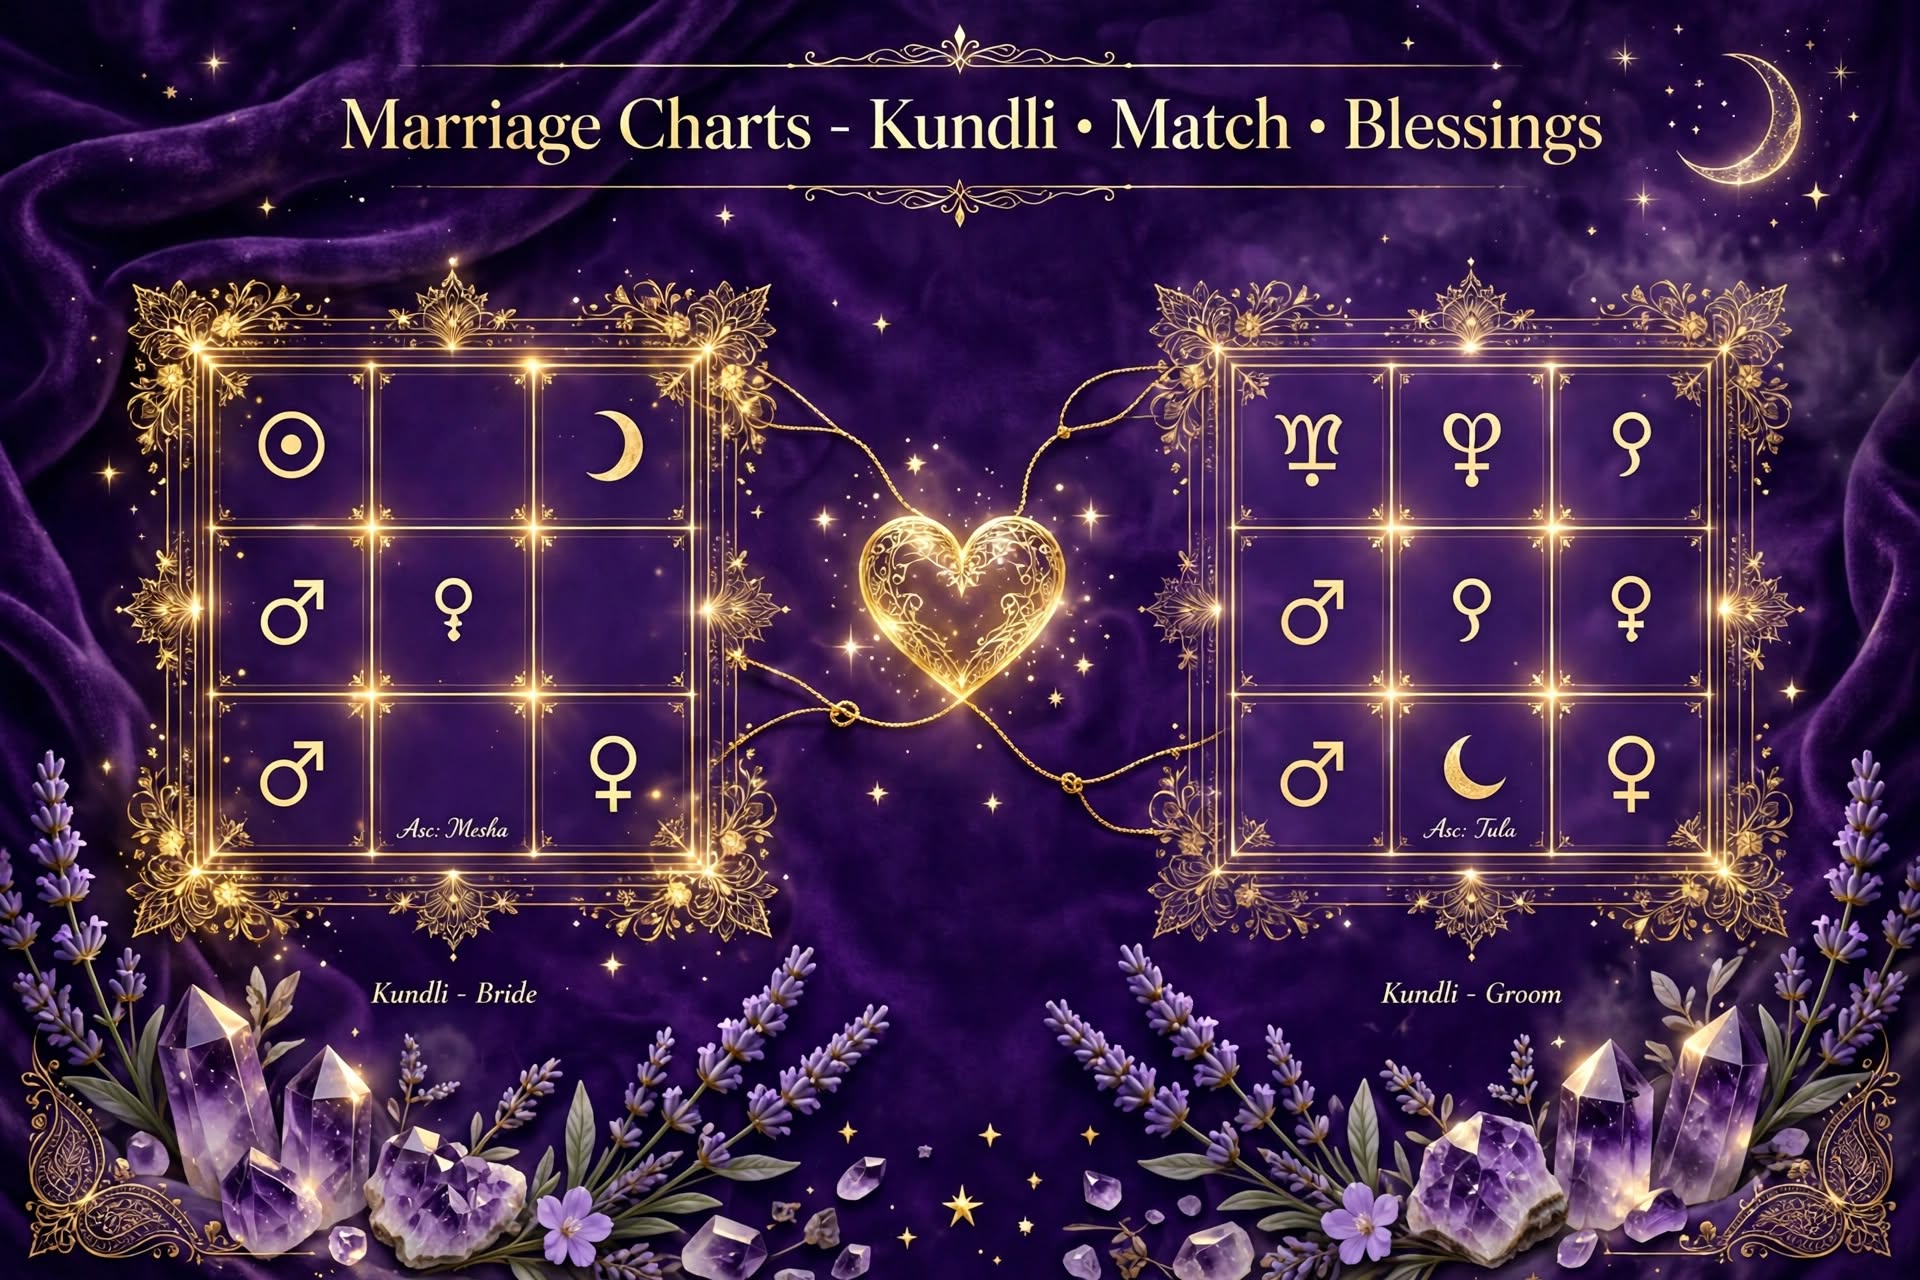 Marriage Charts - Kundli • Match • Blessings
Asc: Mesha
Asc: Tula
Kundli - Bride
Kundli - Groom